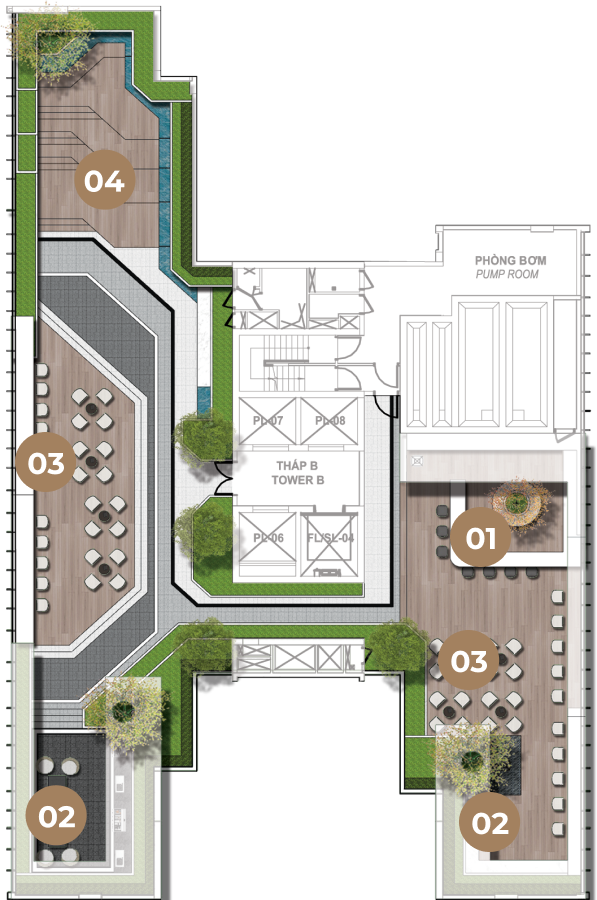 04
PHÒNG BƠM
PUMP ROOM
PL-07
PL-08
03
THÁP B
TOWER B
PL-06
FL/SL-04
01
03
02
02